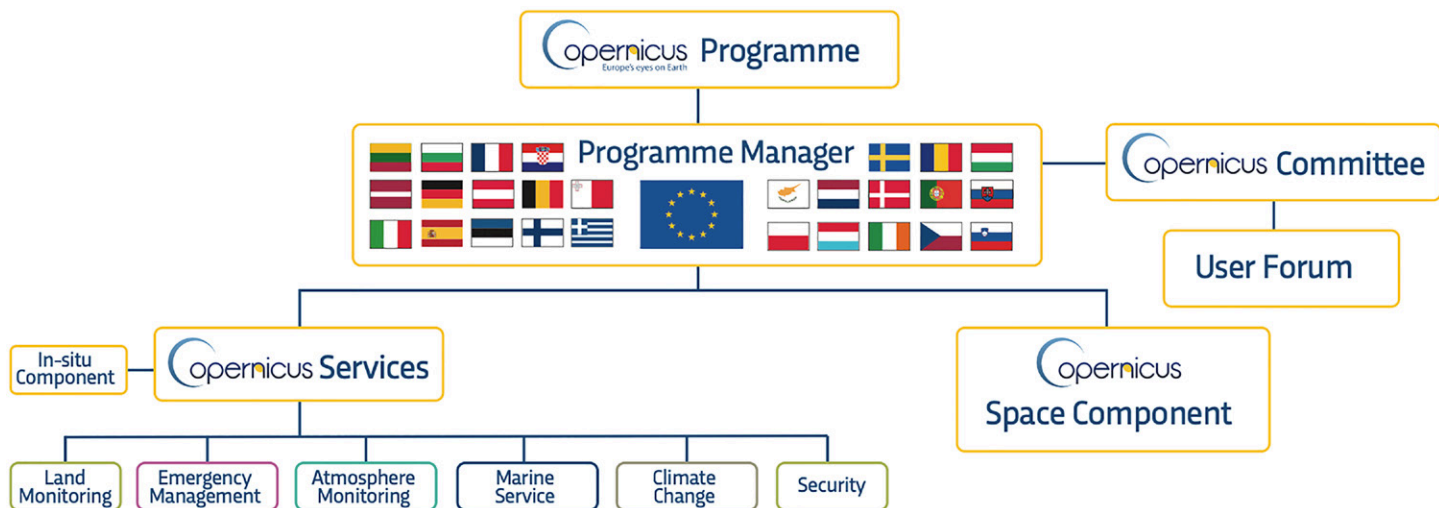 Copernicus Programme
Europe's eyes on Earth
Programme Manager
Copernicus Committee
User Forum
In-situ
Component
Copernicus Services
Copernicus
Space Component
Land
Monitoring
Emergency
Management
Atmosphere
Monitoring
Marine
Service
Climate
Change
Security